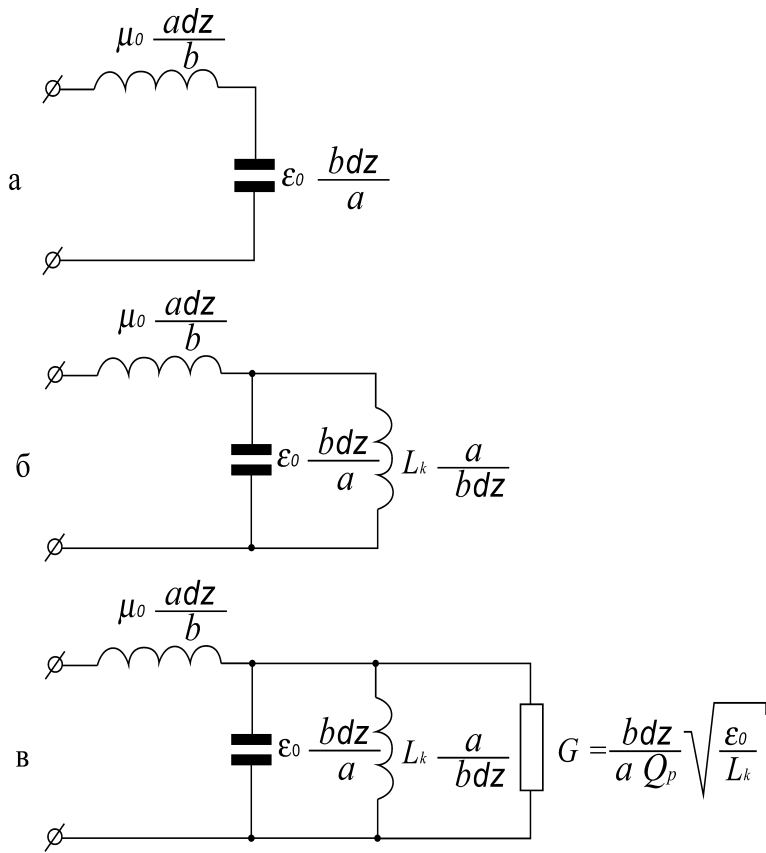 μ₀ adz/b
а
ε₀ bdz/a
μ₀ adz/b
б
ε₀ bdz/a Lₖ a/bdz
μ₀ adz/b
в
ε₀ bdz/a Lₖ a/bdz G = bdz/(a Qₚ) √(ε₀/Lₖ)